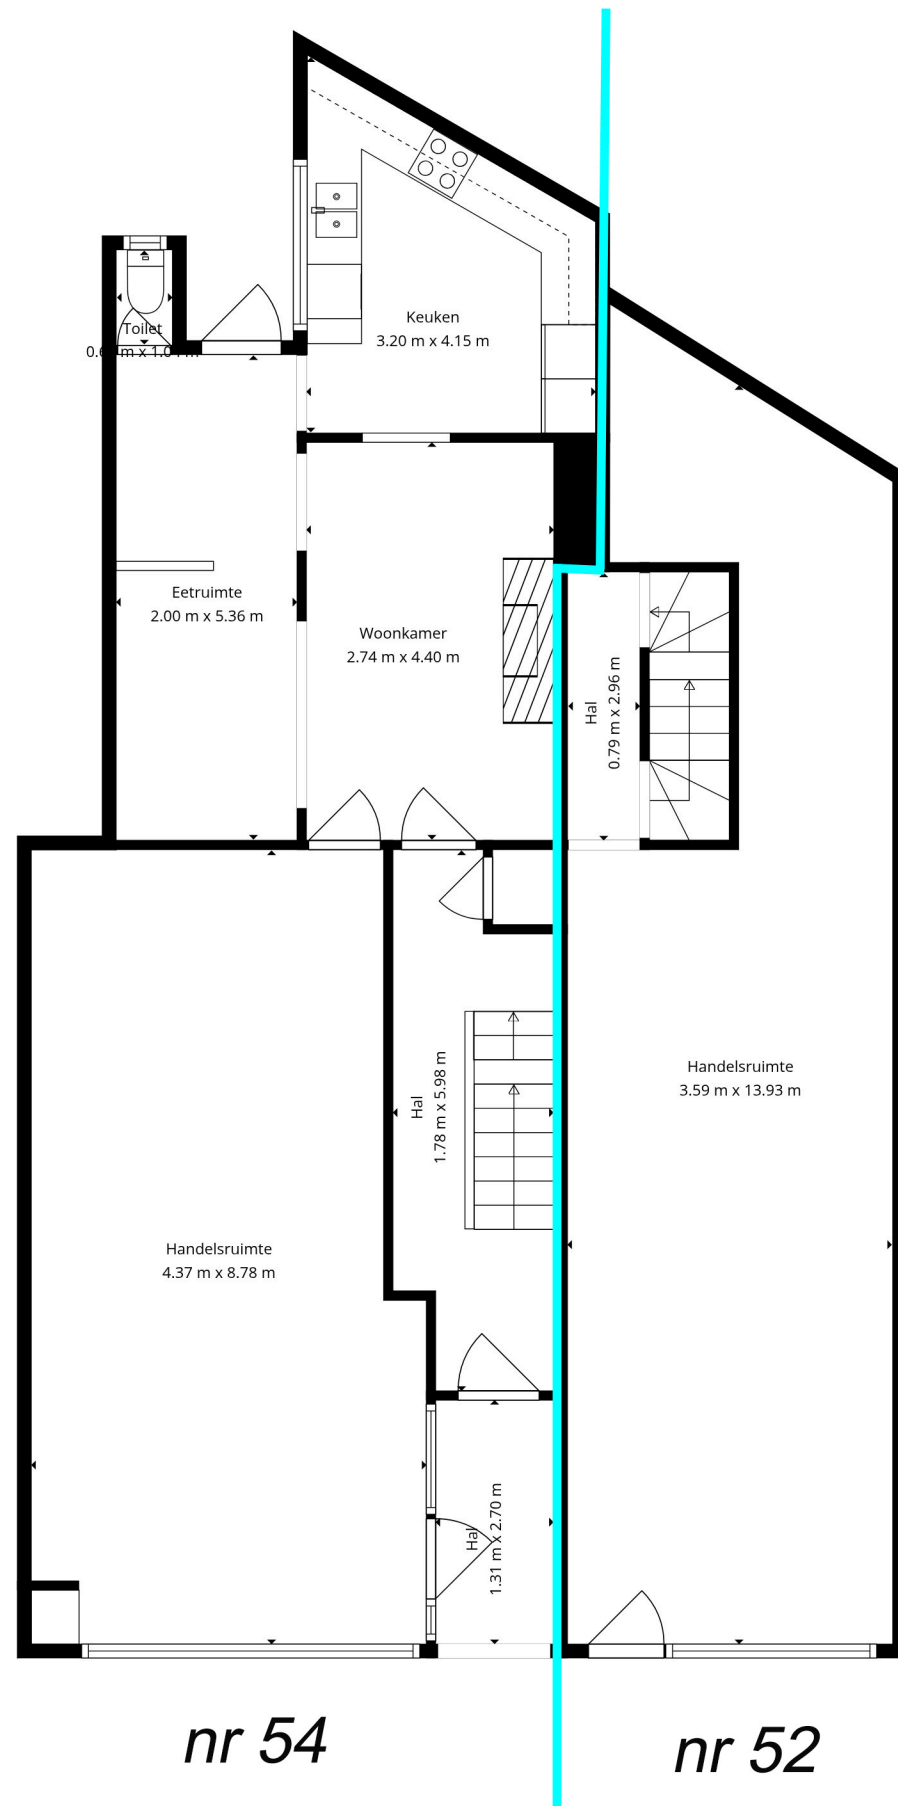 Keuken
3.20 m x 4.15 m
Toilet
m x
Eetruimte
2.00 m x 5.36 m
Woonkamer
2.74 m x 4.40 m
Hal
0.79 m x 2.96 m
Handelsruimte
3.59 m x 13.93 m
Hal
1.78 m x 5.98 m
Handelsruimte
4.37 m x 8.78 m
Hal
1.31 m x 2.70 m
nr 54
nr 52